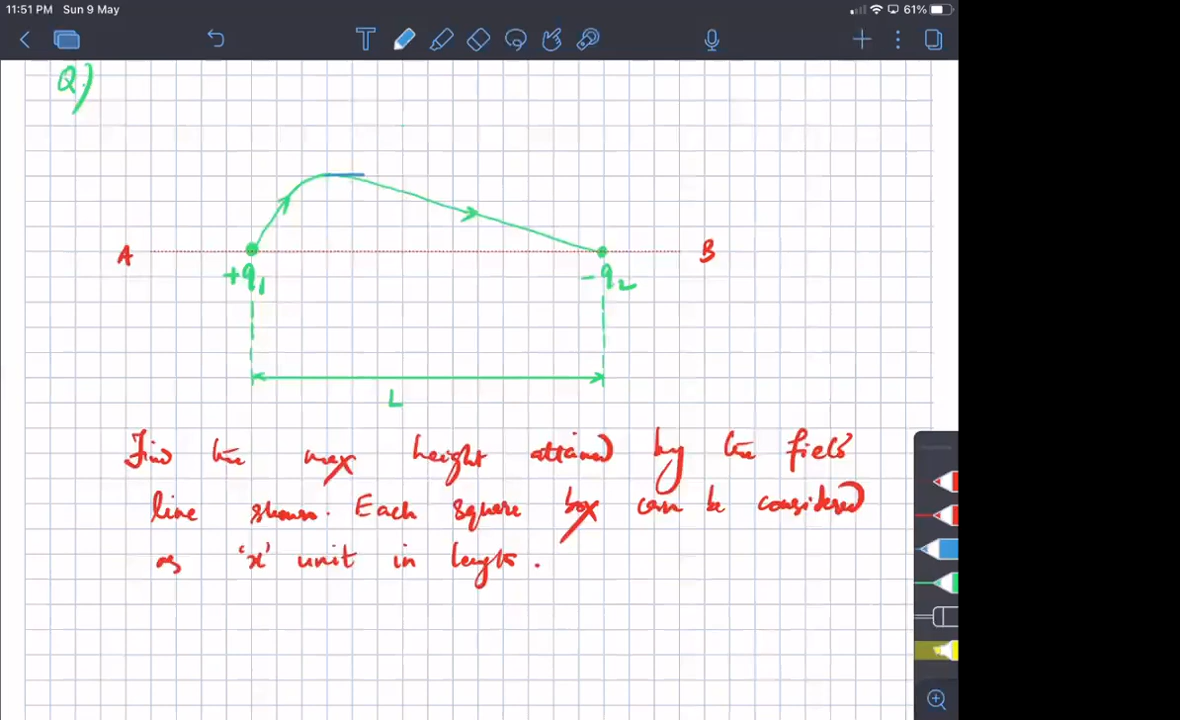 11:51 PM Sun 9 May 61%
T
Q)
A B
+q1 -q2
L
Find the max height attained by the field
line shown. Each square box can be considered
as 'x' unit in length.